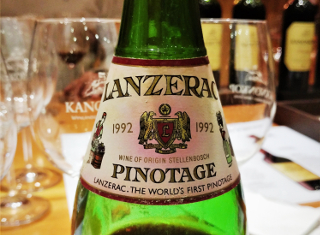 LANZERAC
1992 1992
WINE OF ORIGIN STELLENBOSCH
PINOTAGE
LANZERAC. THE WORLD'S FIRST PINOTAGE